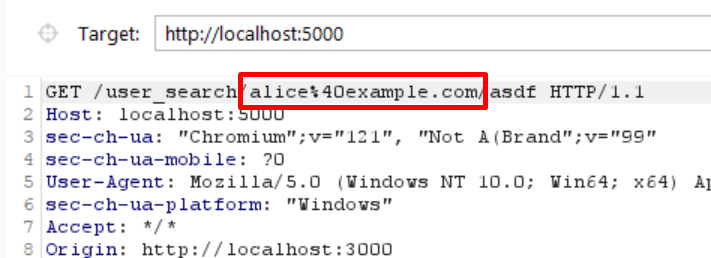 Target: http://localhost:5000
1 GET /user_search/alice%40example.com/asdf HTTP/1.1
2 Host: localhost:5000
3 sec-ch-ua: "Chromium";v="121", "Not A(Brand";v="99"
4 sec-ch-ua-mobile: ?0
5 User-Agent: Mozilla/5.0 (Windows NT 10.0; Win64; x64)
6 sec-ch-ua-platform: "Windows"
7 Accept: */*
8 Origin: http://localhost:3000